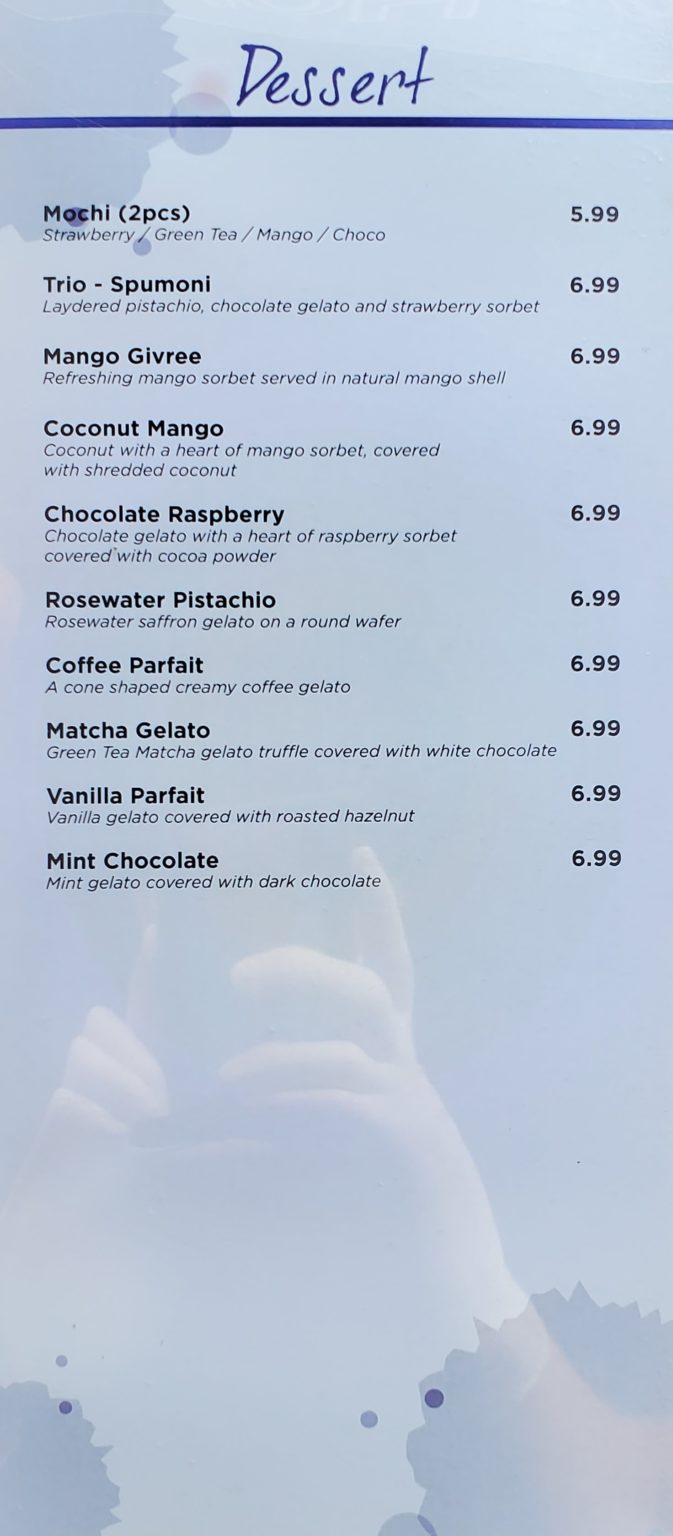 Dessert
Mochi (2pcs) 5.99
Strawberry / Green Tea / Mango / Choco
Trio - Spumoni 6.99
Laydered pistachio, chocolate gelato and strawberry sorbet
Mango Givree 6.99
Refreshing mango sorbet served in natural mango shell
Coconut Mango 6.99
Coconut with a heart of mango sorbet, covered
with shredded coconut
Chocolate Raspberry 6.99
Chocolate gelato with a heart of raspberry sorbet
covered with cocoa powder
Rosewater Pistachio 6.99
Rosewater saffron gelato on a round wafer
Coffee Parfait 6.99
A cone shaped creamy coffee gelato
Matcha Gelato 6.99
Green Tea Matcha gelato truffle covered with white chocolate
Vanilla Parfait 6.99
Vanilla gelato covered with roasted hazelnut
Mint Chocolate 6.99
Mint gelato covered with dark chocolate